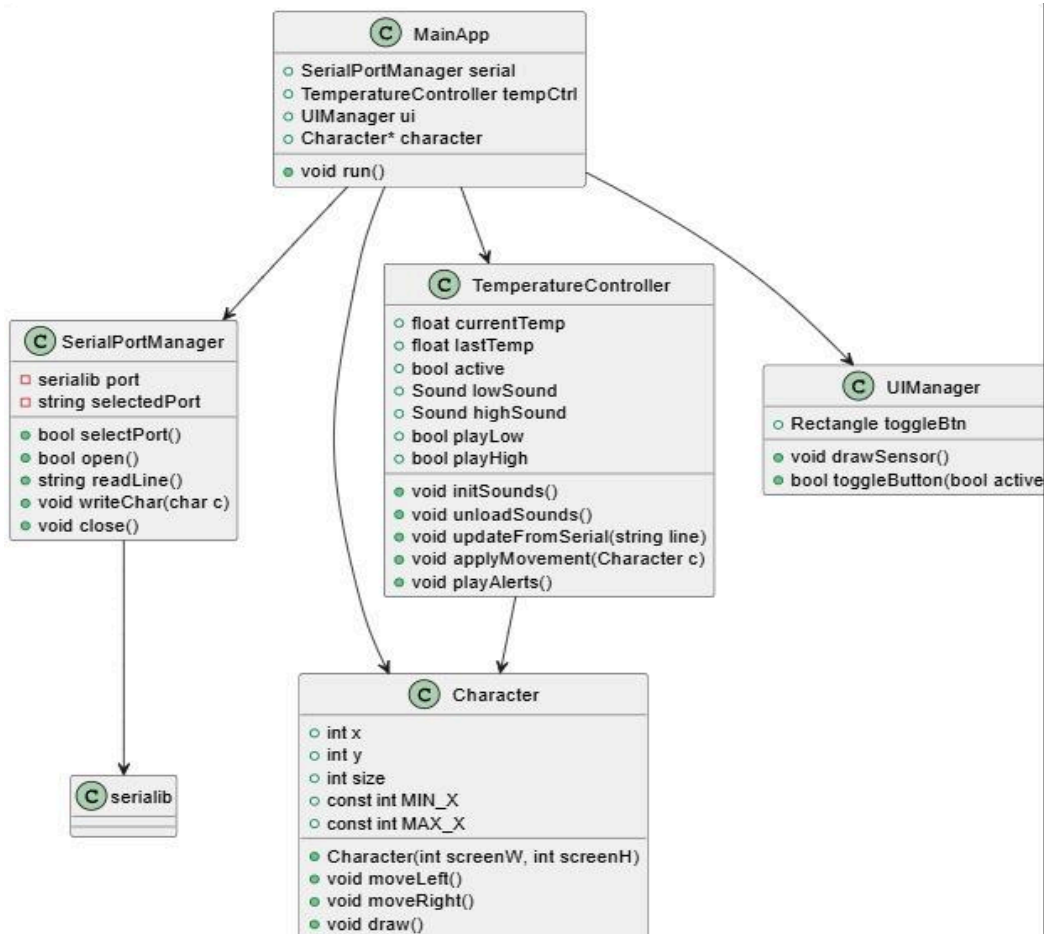 C MainApp
SerialPortManager serial
TemperatureController tempCtrl
UIManager ui
Character* character
void run()
C SerialPortManager
serialib port
string selectedPort
bool selectPort()
bool open()
string readLine()
void writeChar(char c)
void close()
C TemperatureController
float currentTemp
float lastTemp
bool active
Sound lowSound
Sound highSound
bool playLow
bool playHigh
void initSounds()
void unloadSounds()
void updateFromSerial(string line)
void applyMovement(Character c)
void playAlerts()
C UIManager
Rectangle toggleBtn
void drawSensor()
bool toggleButton(bool active
C serialib
C Character
int x
int y
int size
const int MIN_X
const int MAX_X
Character(int screenW, int screenH)
void moveLeft()
void moveRight()
void draw()